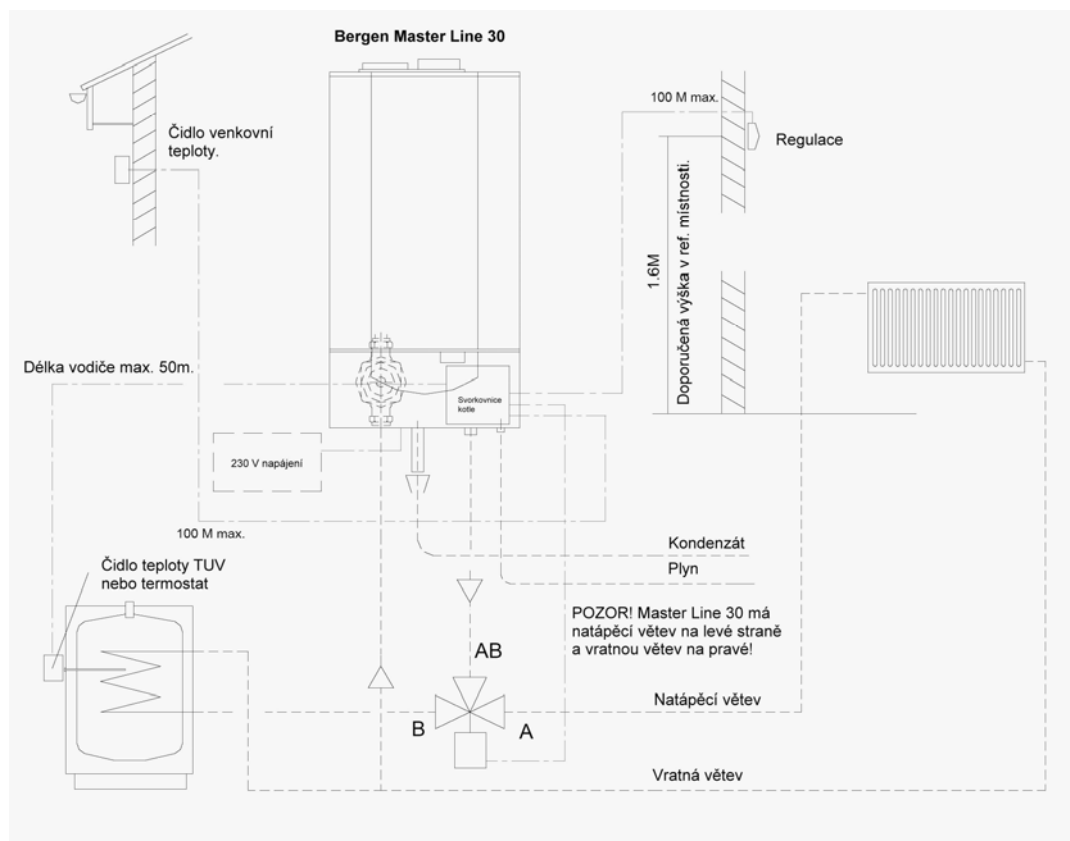 Bergen Master Line 30
100 M max.
Čidlo venkovní
teploty.
Regulace
Doporučená výška v ref. místnosti.
1.6M
Délka vodiče max. 50m.
Svorkovnice
kotle
230 V napájení
100 M max.
Kondenzát
Čidlo teploty TUV
nebo termostat
Plyn
POZOR! Master Line 30 má
natápěcí větev na levé straně
a vratnou větev na pravé!
AB
Natápěcí větev
B
A
Vratná větev